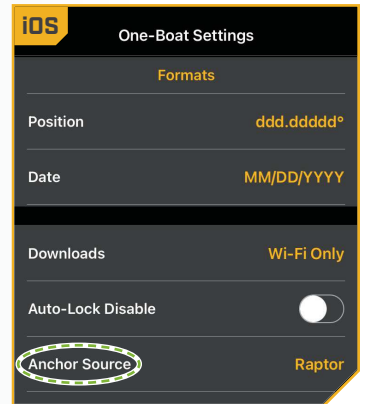 iOS
One-Boat Settings
Formats
Position ddd.ddddd°
Date MM/DD/YYYY
Downloads Wi-Fi Only
Auto-Lock Disable
Anchor Source Raptor